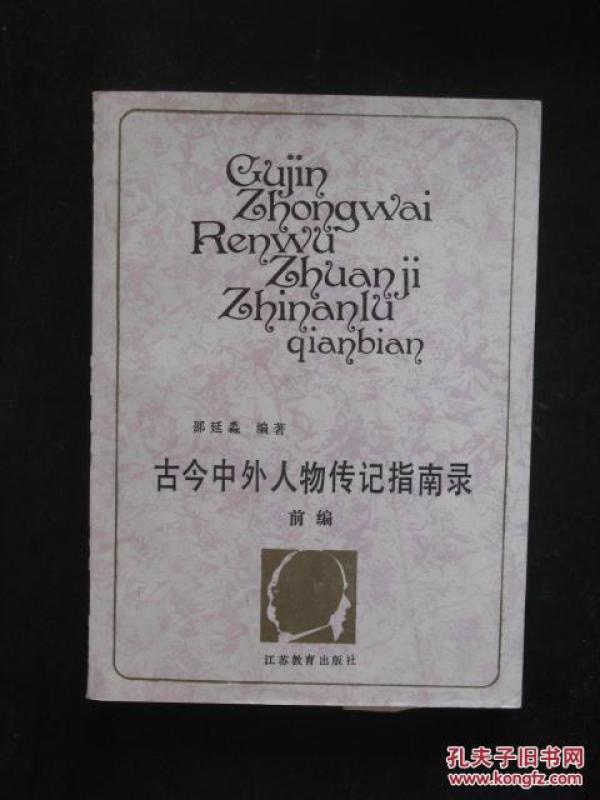 Gujin
Zhongwai
Renwu
Zhuanji
Zhinanlu
qianbian
邵延淼 编著
古今中外人物传记指南录
前编
江苏教育出版社
孔夫子旧书网
www.kongfz.com